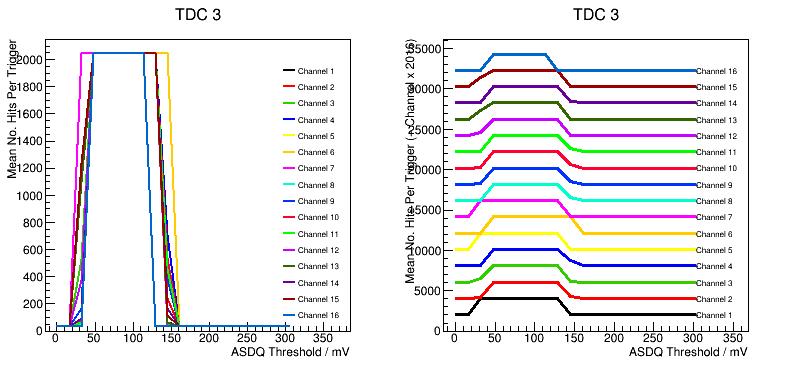 TDC 3
Mean No. Hits Per Trigger
2000
1800
1600
1400
1200
1000
800
600
400
200
0
0 50 100 150 200 250 300 350
ASDQ Threshold / mV
Channel 1
Channel 2
Channel 3
Channel 4
Channel 5
Channel 6
Channel 7
Channel 8
Channel 9
Channel 10
Channel 11
Channel 12
Channel 13
Channel 14
Channel 15
Channel 16
TDC 3
Mean No. Hits Per Trigger (+ Channel x 2016)
35000
30000
25000
20000
15000
10000
5000
0
0 50 100 150 200 250 300 350
ASDQ Threshold / mV
Channel 16
Channel 15
Channel 14
Channel 13
Channel 12
Channel 11
Channel 10
Channel 9
Channel 8
Channel 7
Channel 6
Channel 5
Channel 4
Channel 3
Channel 2
Channel 1